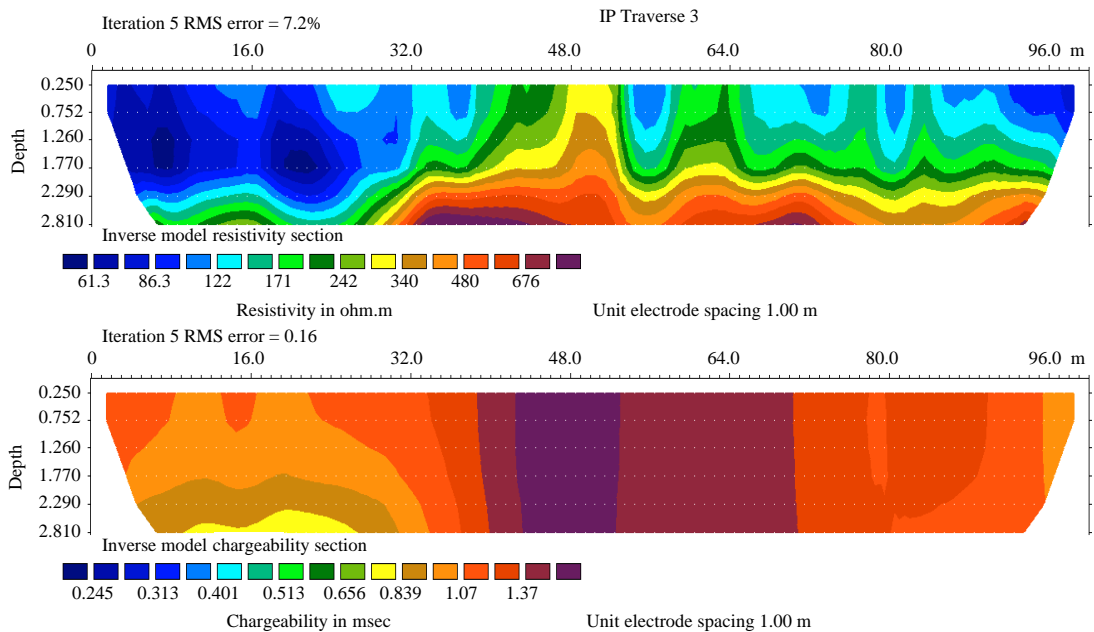 Iteration 5 RMS error = 7.2%
IP Traverse 3
0 16.0 32.0 48.0 64.0 80.0 96.0 m
Depth
0.250
0.752
1.260
1.770
2.290
2.810
Inverse model resistivity section
61.3 86.3 122 171 242 340 480 676
Resistivity in ohm.m
Unit electrode spacing 1.00 m
Iteration 5 RMS error = 0.16
0 16.0 32.0 48.0 64.0 80.0 96.0 m
Depth
0.250
0.752
1.260
1.770
2.290
2.810
Inverse model chargeability section
0.245 0.313 0.401 0.513 0.656 0.839 1.07 1.37
Chargeability in msec
Unit electrode spacing 1.00 m